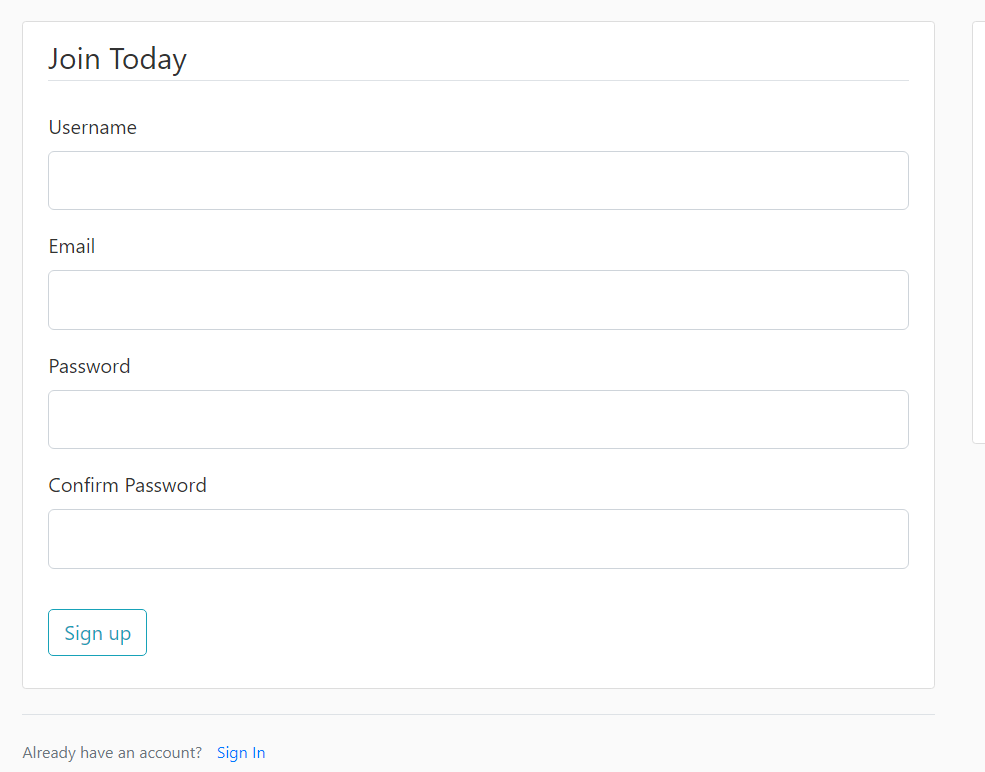 Join Today
Username
Email
Password
Confirm Password
Sign up
Already have an account? Sign In